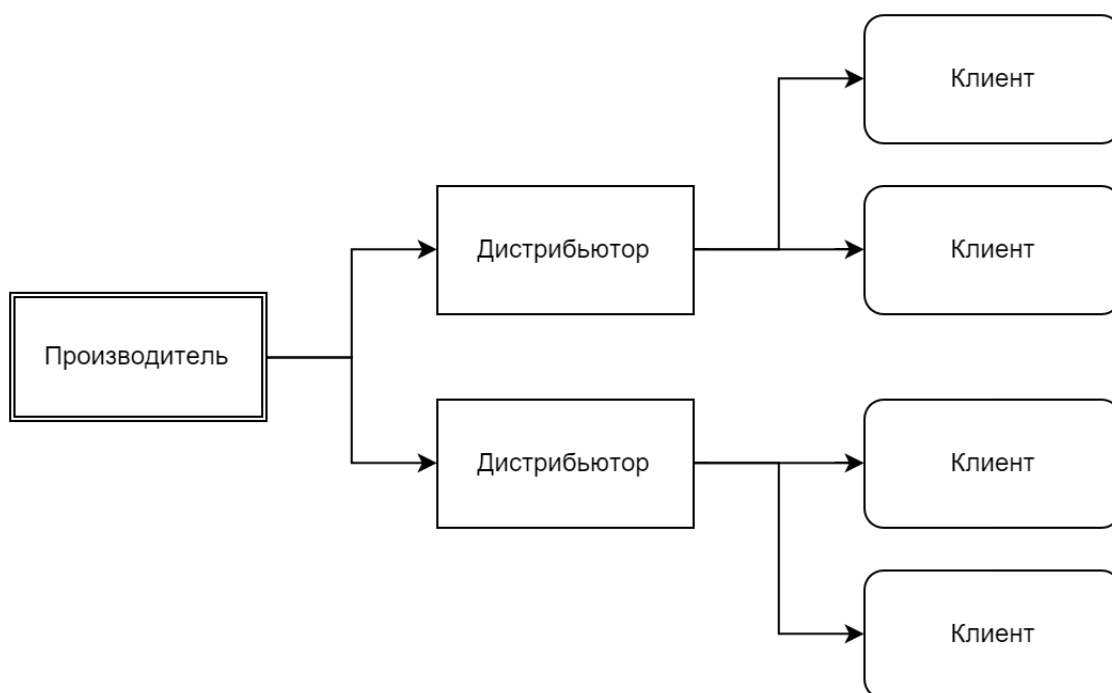 Клиент
Дистрибьютор
Клиент
Производитель
Дистрибьютор
Клиент
Клиент